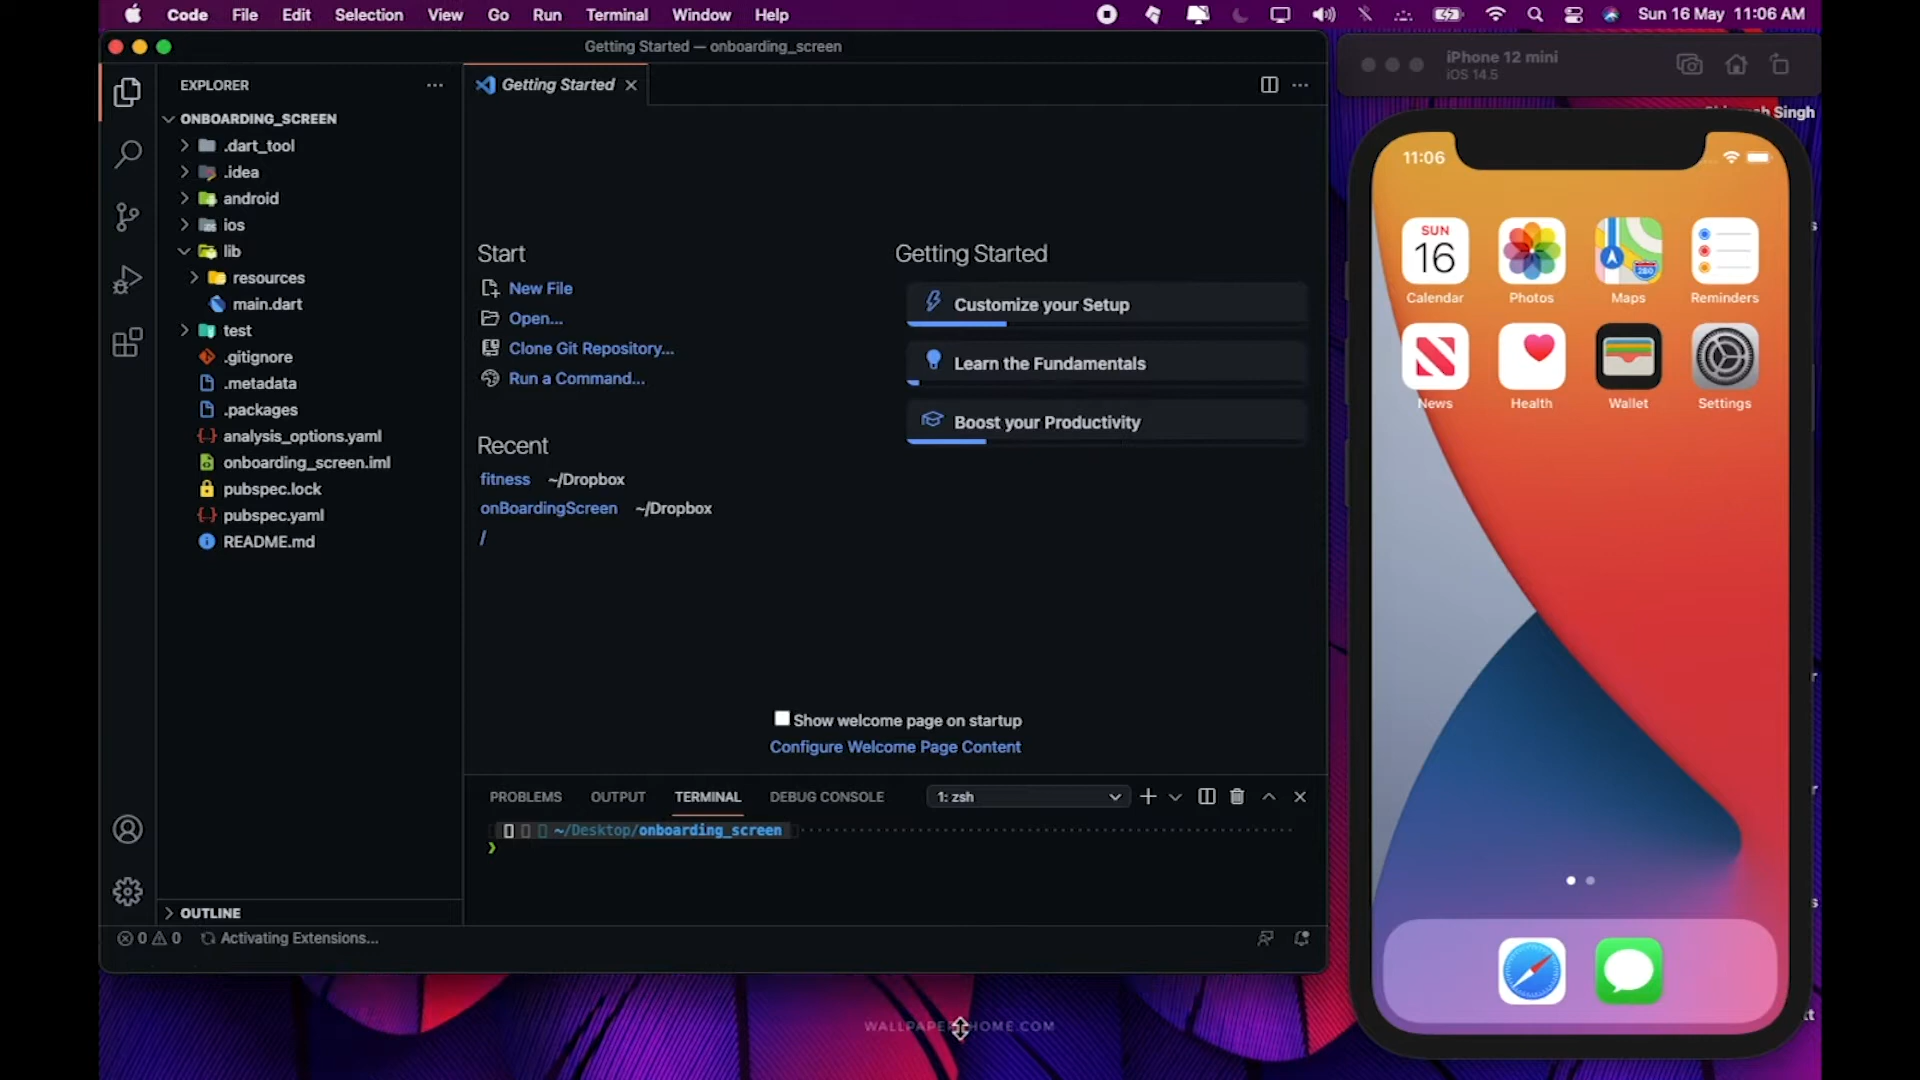 Code File Edit Selection View Go Run Terminal Window Help
Sun 16 May 11:06 AM
Getting Started — onboarding_screen
EXPLORER
ONBOARDING_SCREEN
.dart_tool
.idea
android
ios
lib
resources
main.dart
test
.gitignore
.metadata
.packages
analysis_options.yaml
onboarding_screen.iml
pubspec.lock
pubspec.yaml
README.md
OUTLINE
0 0 Activating Extensions...
Getting Started
Start
New File
Open...
Clone Git Repository...
Run a Command...
Recent
fitness ~/Dropbox
onBoardingScreen ~/Dropbox
/
Getting Started
Customize your Setup
Learn the Fundamentals
Boost your Productivity
Show welcome page on startup
Configure Welcome Page Content
PROBLEMS OUTPUT TERMINAL DEBUG CONSOLE
1: zsh
~/Desktop/onboarding_screen
❯
iPhone 12 mini
iOS 14.5
Singh
11:06
SUN
16
280
Calendar Photos Maps Reminders
News Health Wallet Settings